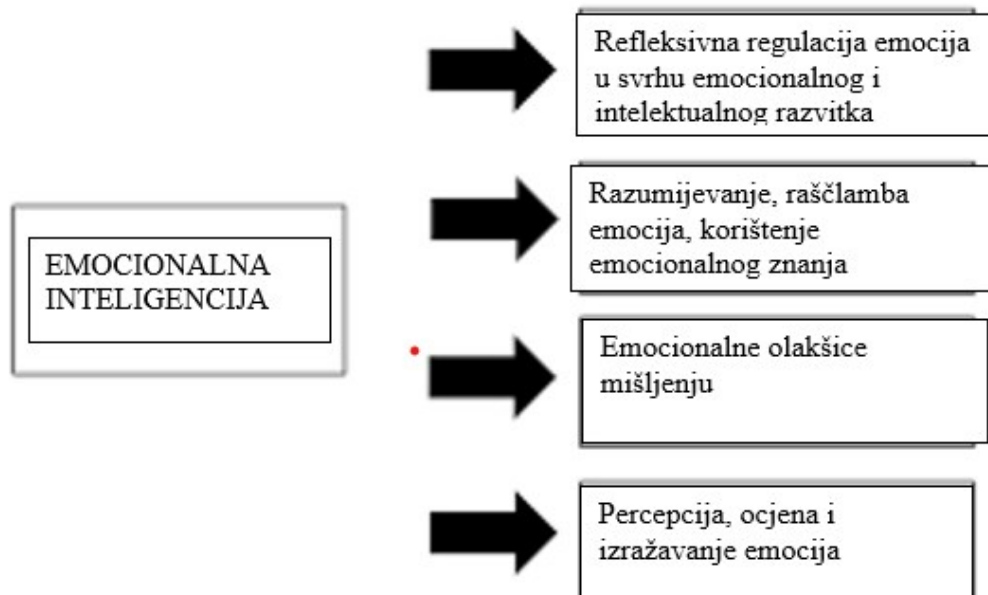 EMOCIONALNA
INTELIGENCIJA
Refleksivna regulacija emocija
u svrhu emocionalnog i
intelektualnog razvitka
Razumijevanje, raščlamba
emocija, korištenje
emocionalnog znanja
Emocionalne olakšice
mišljenju
Percepcija, ocjena i
izražavanje emocija